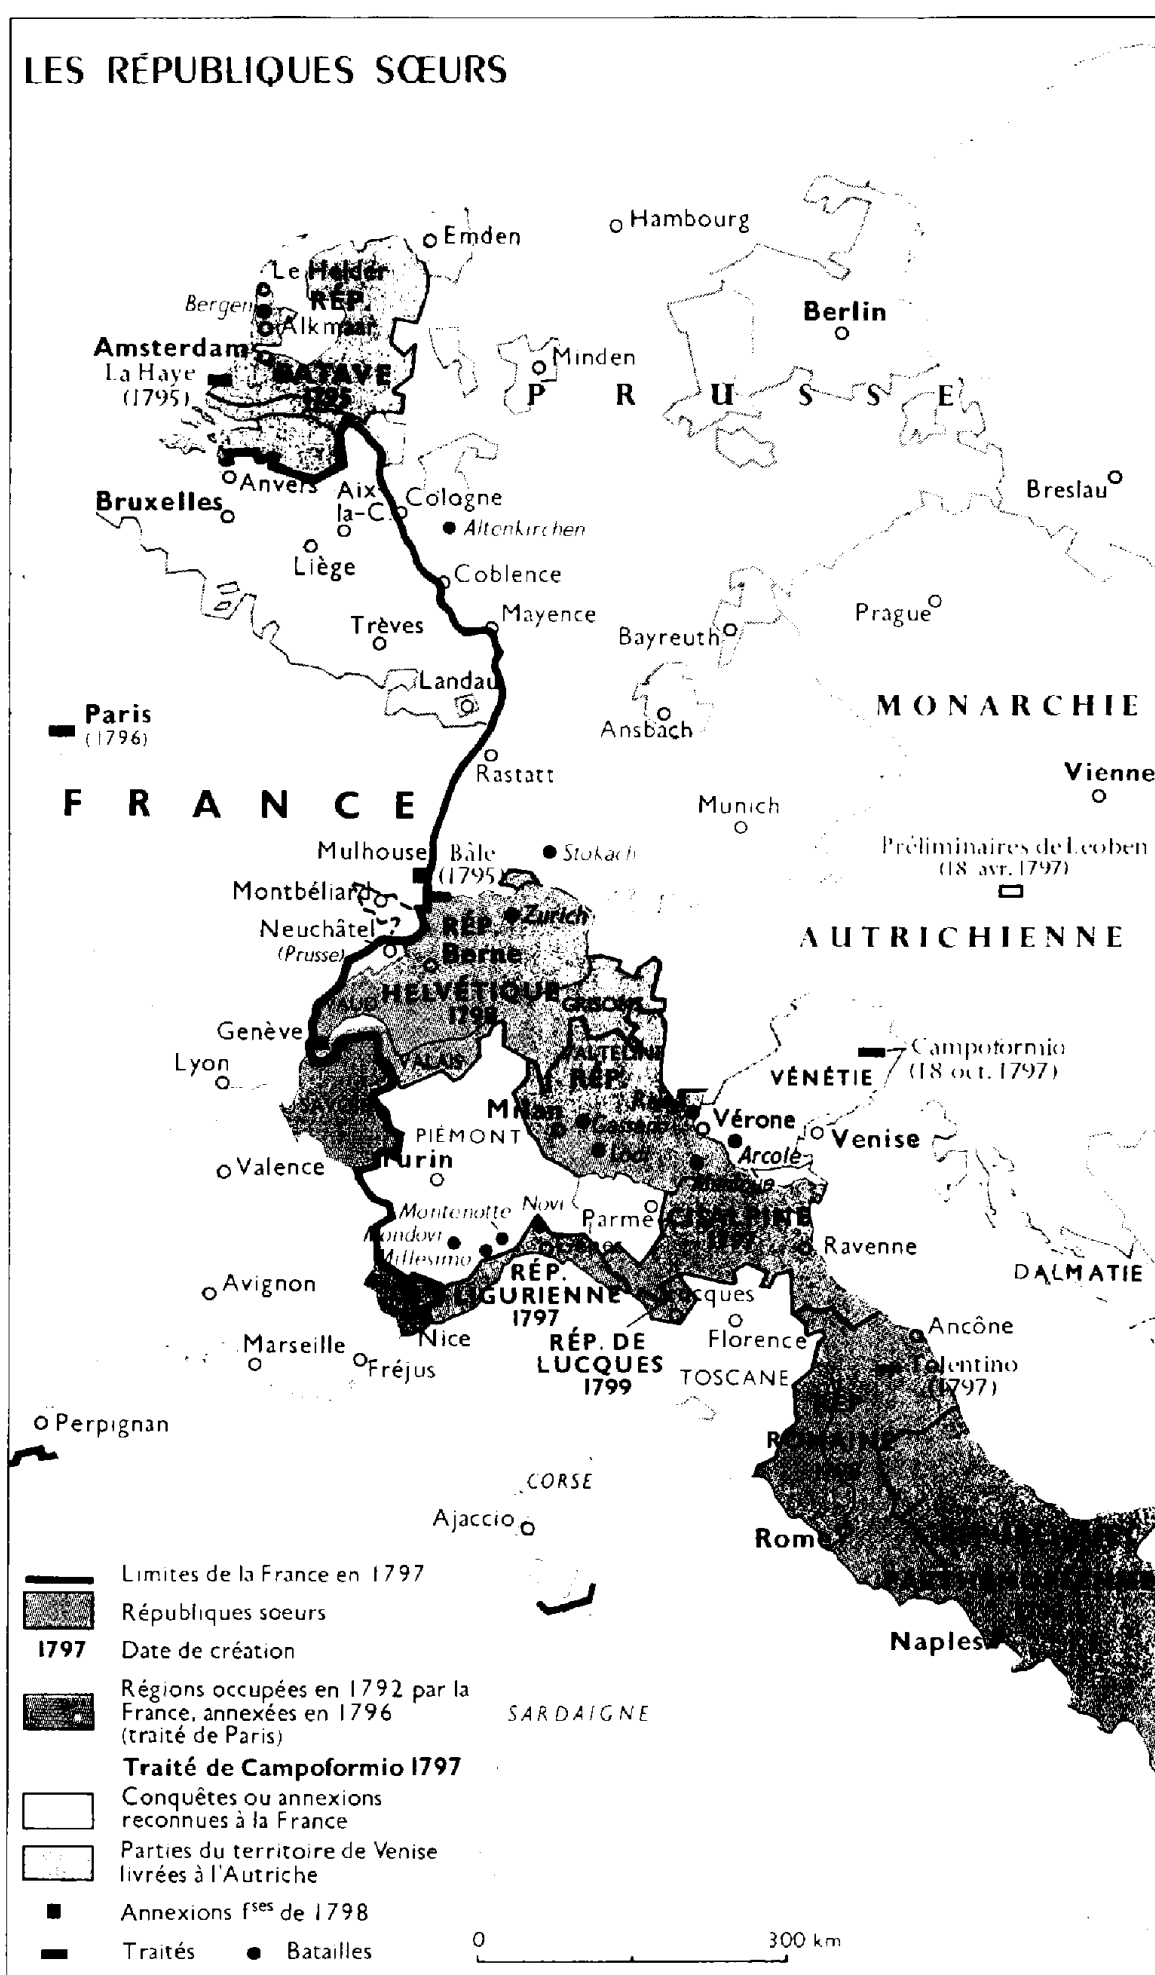 LES RÉPUBLIQUES SŒURS
Hambourg
Emden
Le Helder
Bergen
RÉP.
Alkmaar
Berlin
Amsterdam
Minden
La Haye
(1795)
BATAVE
1795
PRUSSE
Anvers
Breslau
Bruxelles
Aix-
la-C.
Cologne
Altenkirchen
Liège
Coblence
Mayence
Prague
Trèves
Bayreuth
Landau
MONARCHIE
Paris
(1796)
Ansbach
Rastatt
Vienne
FRANCE
Munich
Mulhouse
Bâle
(1795)
Stokach
Préliminaires de Leoben
(18 avr. 1797)
Montbéliard
Zurich
Neuchâtel
(Prusse)
RÉP.
Berne
AUTRICHIENNE
HELVÉTIQUE
1798
GRISONS
VAUD
Genève
VALAIS
VALTELINE
Campoformio
(18 oct. 1797)
Lyon
RÉP.
VÉNÉTIE
SAVOIE
Milan
Vérone
Venise
PIÉMONT
Lodi
Arcole
Valence
Turin
Montenotte
Novi
Parme
CISALPINE
1797
Mondovi
Millesimo
Ravenne
RÉP.
LIGURIENNE
1797
DALMATIE
Avignon
Lucques
Nice
RÉP. DE
LUCQUES
1799
Florence
Ancône
Marseille
Fréjus
TOSCANE
Tolentino
(1797)
RÉP.
Perpignan
ROMAINE
CORSE
Ajaccio
Rome
Naples
SARDAIGNE
Limites de la France en 1797
Républiques soeurs
1797 Date de création
Régions occupées en 1792 par la
France, annexées en 1796
(traité de Paris)
Traité de Campoformio 1797
Conquêtes ou annexions
reconnues à la France
Parties du territoire de Venise
livrées à l'Autriche
Annexions fses de 1798
Traités
Batailles
0 300 km